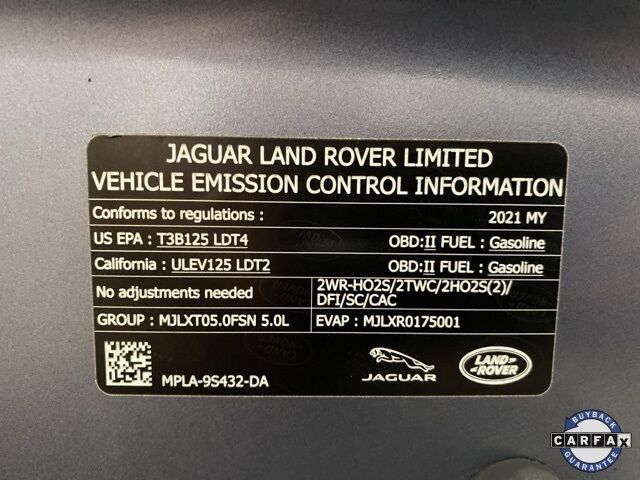 JAGUAR LAND ROVER LIMITED
VEHICLE EMISSION CONTROL INFORMATION
Conforms to regulations : 2021 MY
US EPA : T3B125 LDT4 OBD:II FUEL : Gasoline
California : ULEV125 LDT2 OBD:II FUEL : Gasoline
No adjustments needed 2WR-HO2S/2TWC/2HO2S(2)/
DFI/SC/CAC
GROUP : MJLXT05.0FSN 5.0L EVAP : MJLXR0175001
MPLA-9S432-DA
JAGUAR
LAND-
ROVER
BUYBACK
CARFAX
GUARANTEE